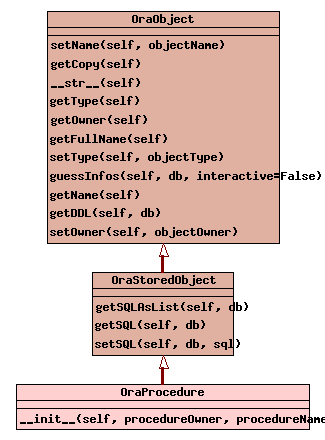 OraObject
setName(self, objectName)
getCopy(self)
__str__(self)
getType(self)
getOwner(self)
getFullName(self)
setType(self, objectType)
guessInfos(self, db, interactive=False)
getName(self)
getDDL(self, db)
setOwner(self, objectOwner)
OraStoredObject
getSQLAsList(self, db)
getSQL(self, db)
setSQL(self, db, sql)
OraProcedure
__init__(self, procedureOwner, procedureName